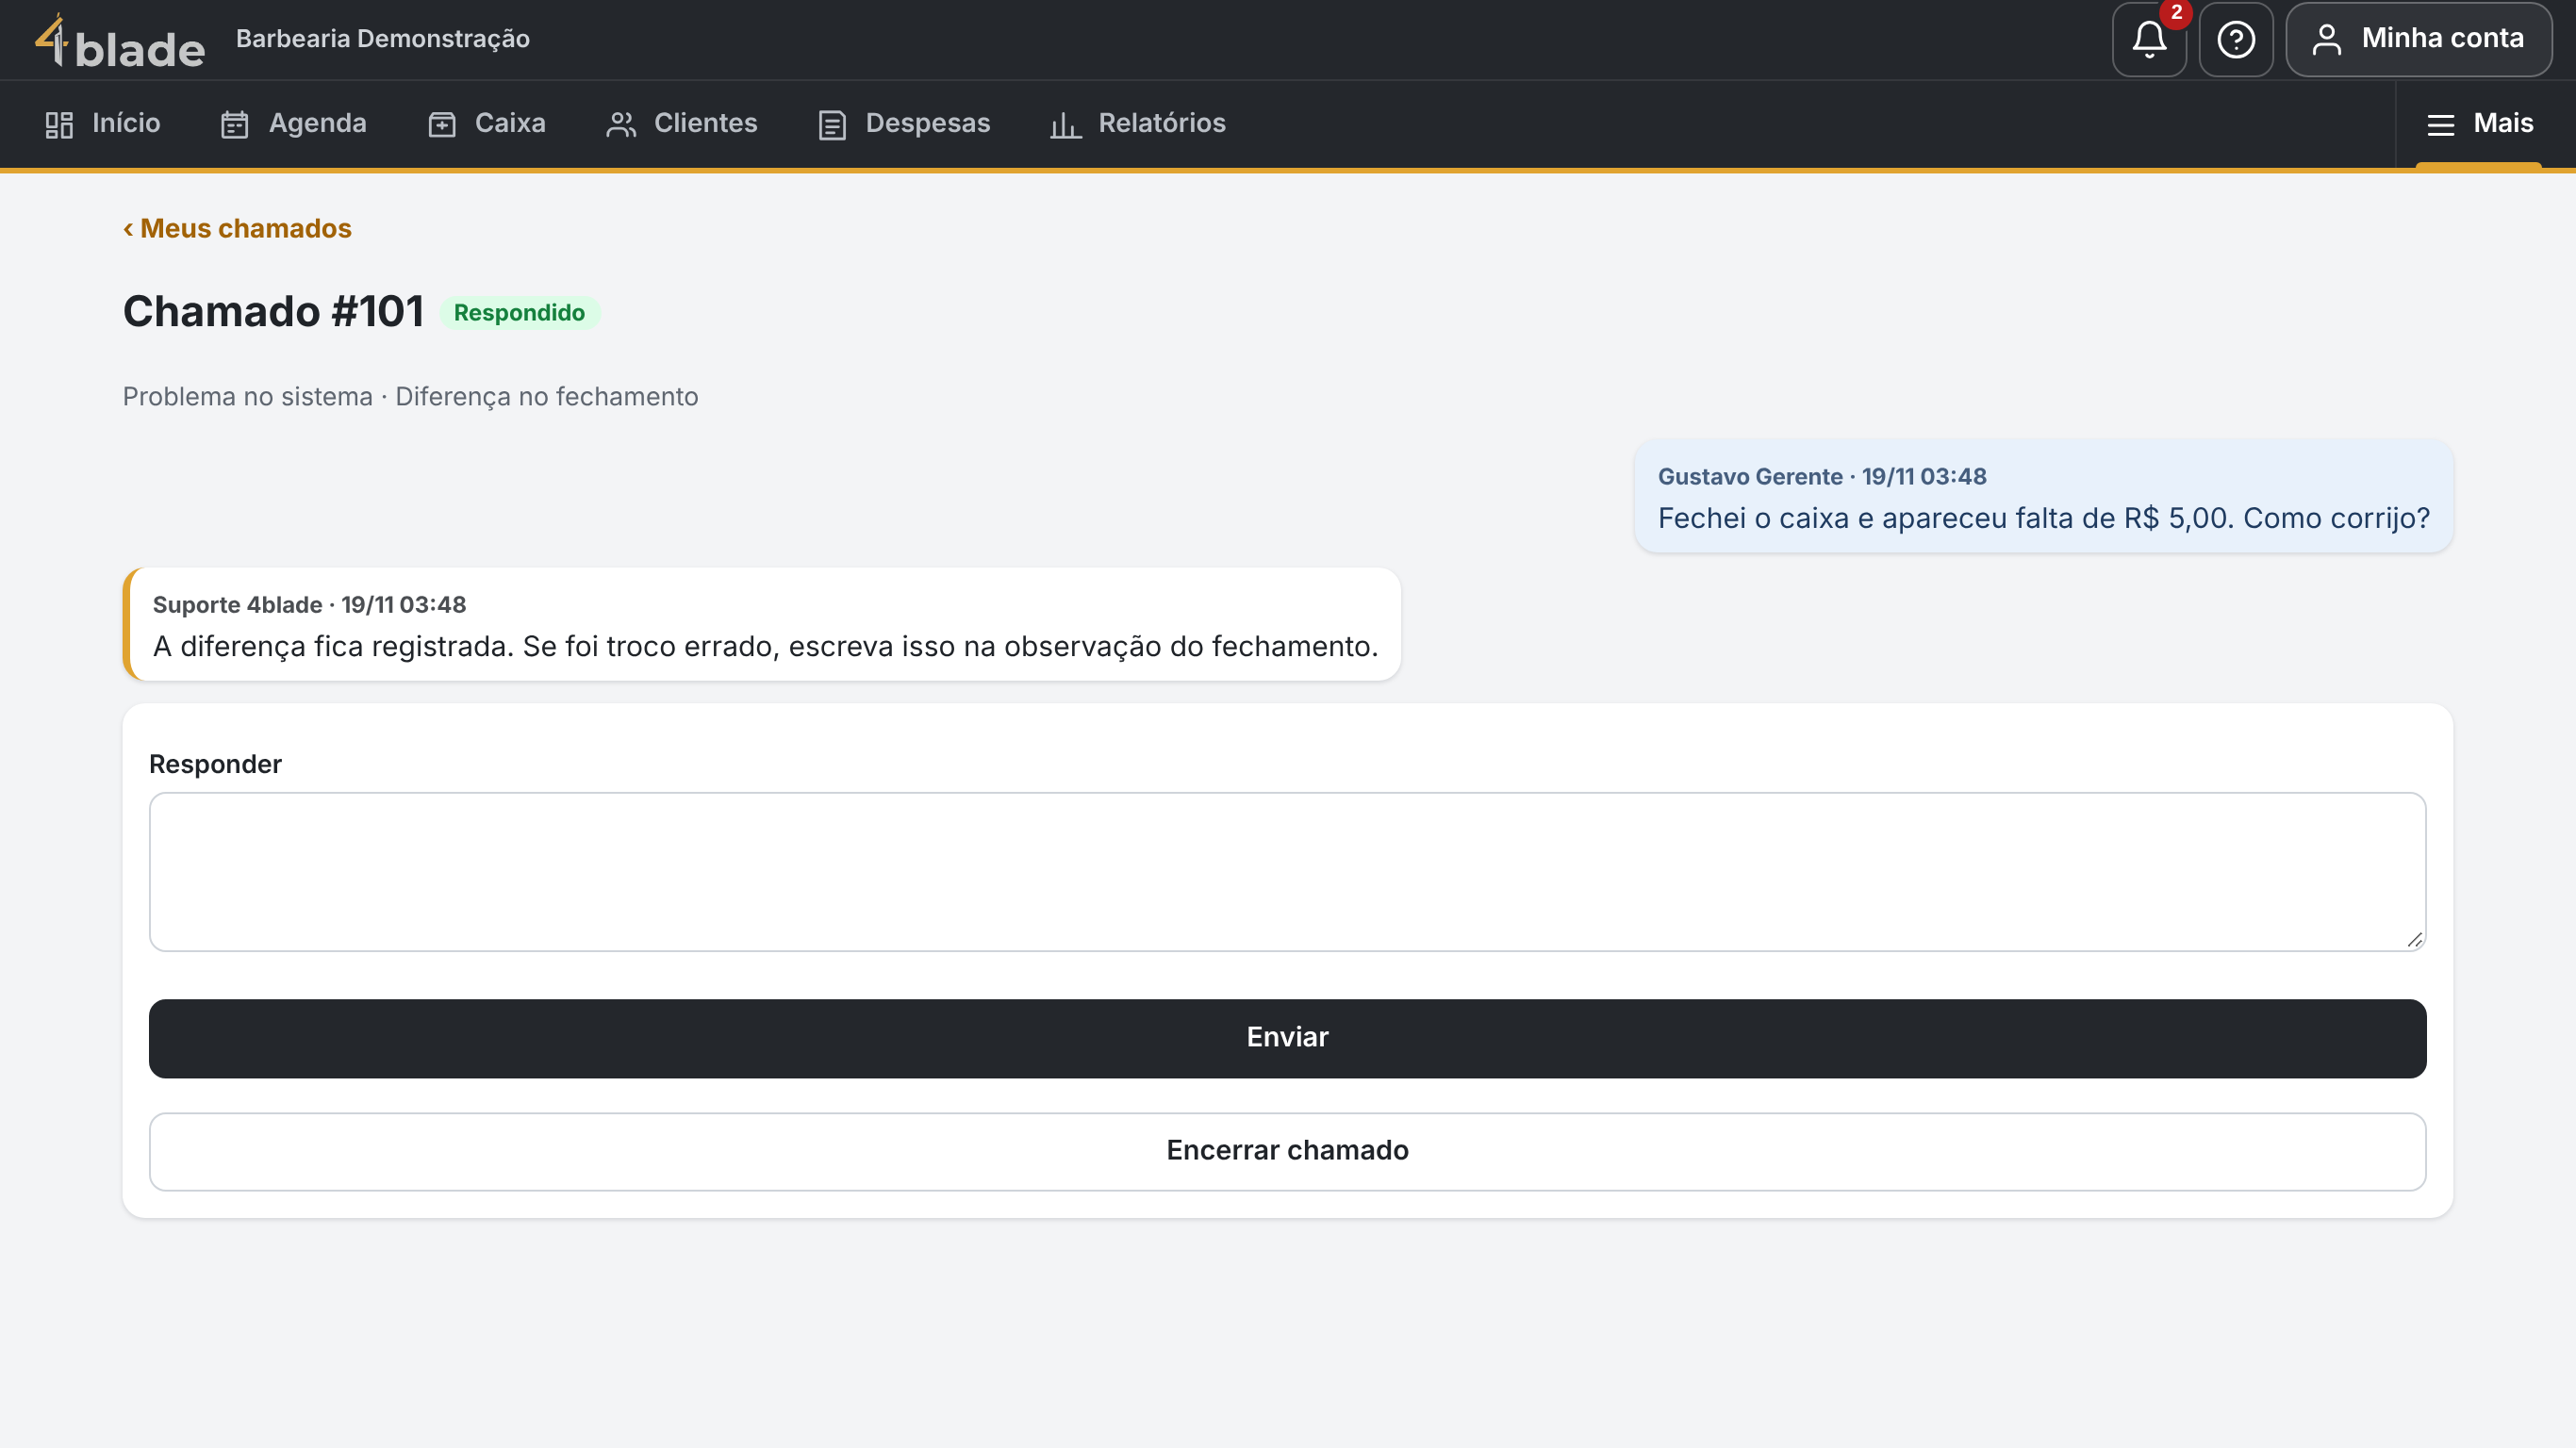 4blade
Barbearia Demonstração
2
Minha conta
Início
Agenda
Caixa
Clientes
Despesas
Relatórios
Mais
‹ Meus chamados
Chamado #101
Respondido
Problema no sistema · Diferença no fechamento
Gustavo Gerente · 19/11 03:48
Fechei o caixa e apareceu falta de R$ 5,00. Como corrijo?
Suporte 4blade · 19/11 03:48
A diferença fica registrada. Se foi troco errado, escreva isso na observação do fechamento.
Responder
Enviar
Encerrar chamado